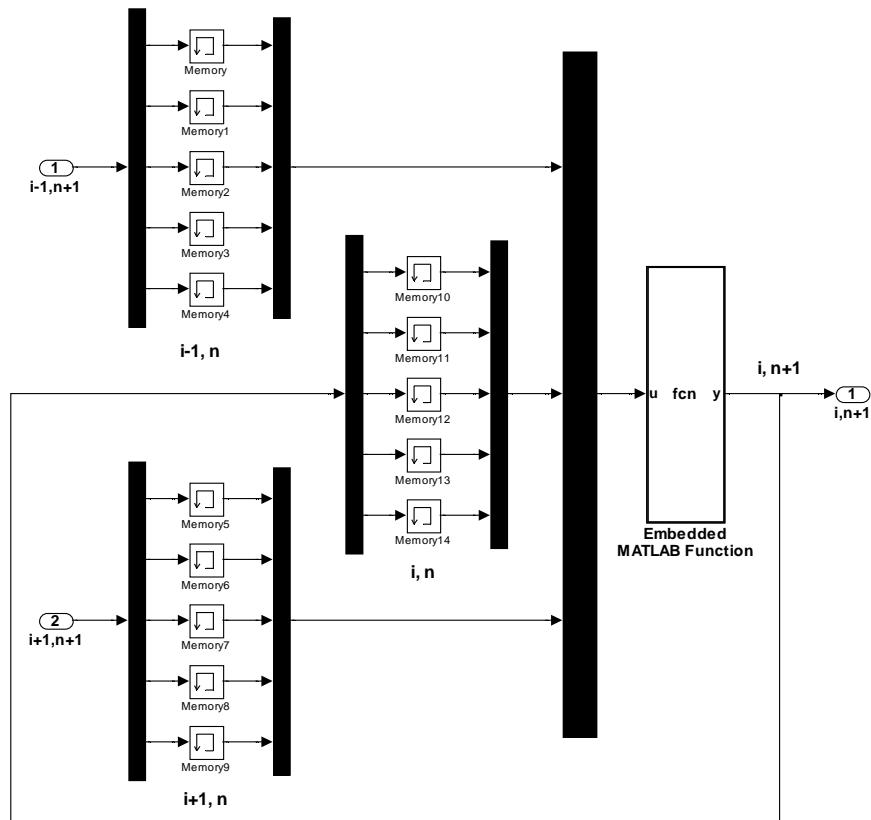 Memory
Memory1
1
i-1,n+1
Memory2
Memory3
Memory4
i-1, n
Memory10
Memory11
Memory12
Memory13
Memory14
i, n
u fcn y
Embedded
MATLAB Function
i, n+1
1
i,n+1
Memory5
Memory6
2
i+1,n+1
Memory7
Memory8
Memory9
i+1, n